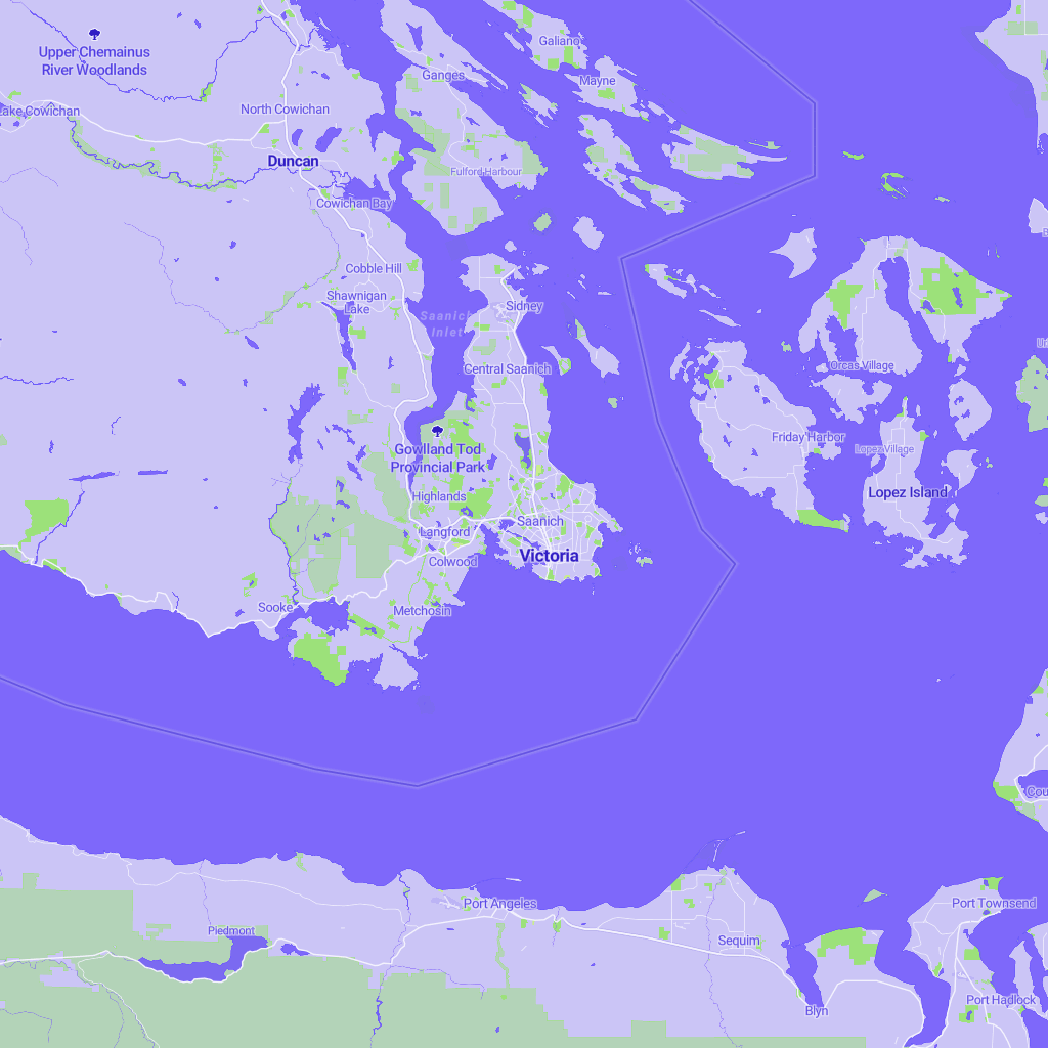 Galiano
Upper Chemainus
River Woodlands
Ganges
Mayne
Lake Cowichan
North Cowichan
Duncan
Fulford Harbour
Cowichan Bay
Cobble Hill
Shawnigan
Lake
Sidney
Saanich
Inlet
Central Saanich
Orcas Village
Friday Harbor
Lopez Village
Gowlland Tod
Provincial Park
Highlands
Lopez Island
Saanich
Langford
Victoria
Colwood
Sooke
Metchosin
Cou
Port Angeles
Port Townsend
Piedmont
Sequim
Port Hadlock
Blyn